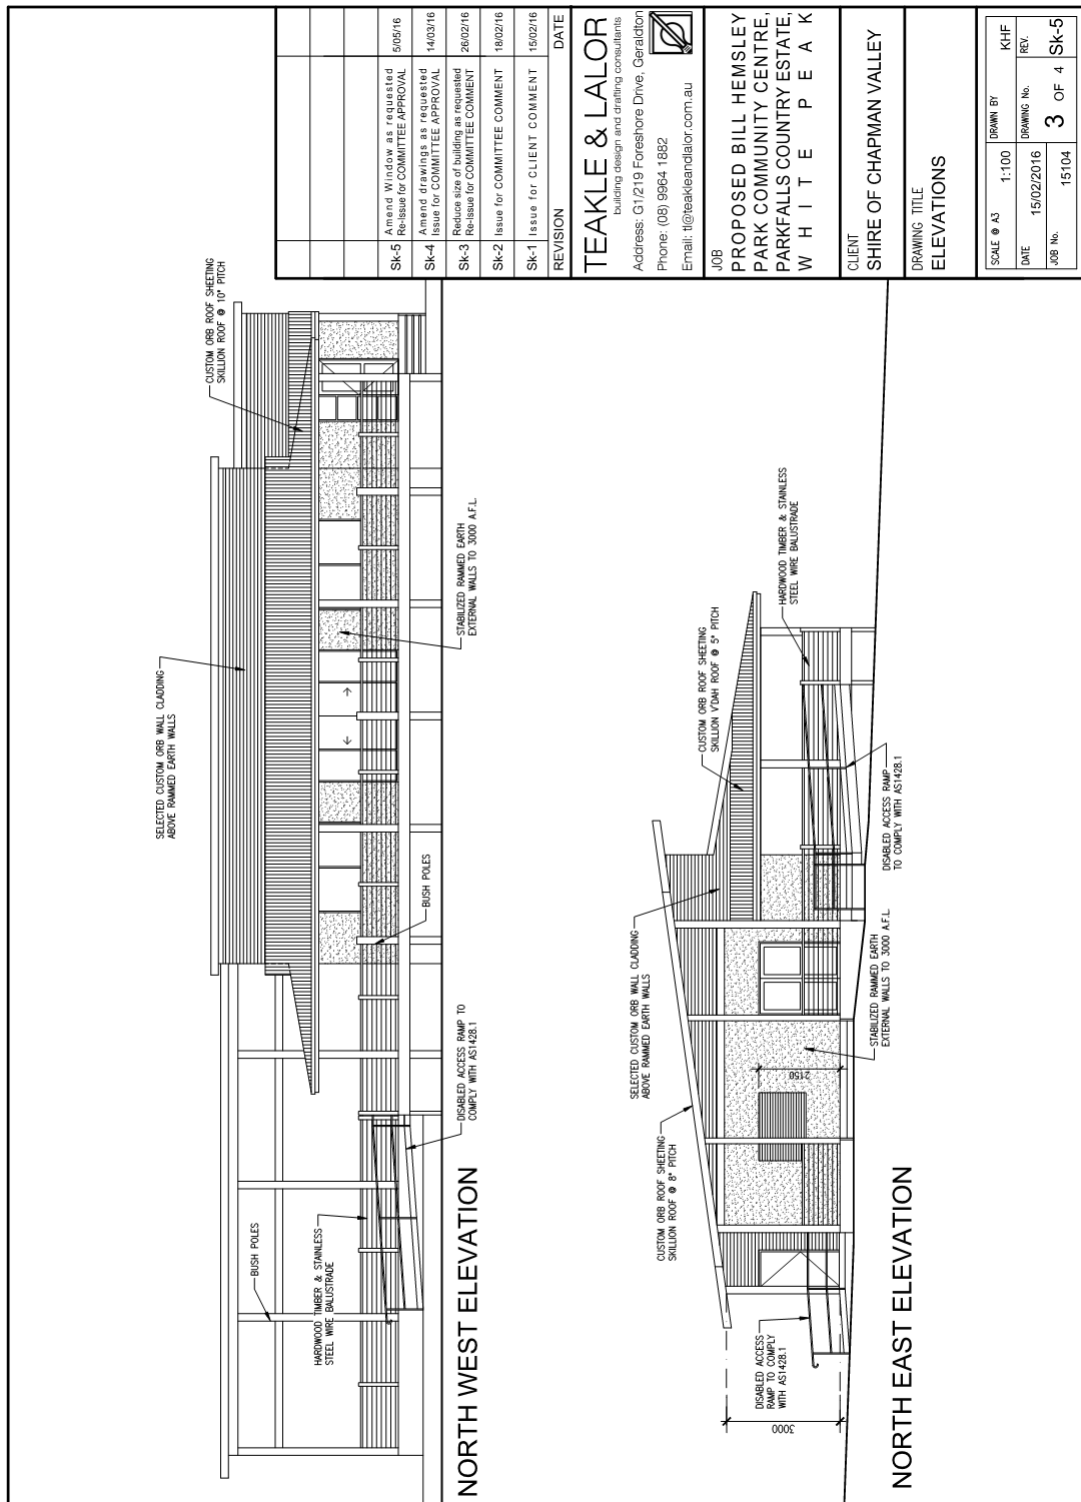 SELECTED CUSTOM ORB WALL CLADDING
ABOVE RAMMED EARTH WALLS
CUSTOM ORB ROOF SHEETING
SKILLION ROOF @ 10° PITCH
BUSH POLES
HARDWOOD TIMBER & STAINLESS
STEEL WIRE BALUSTRADE
DISABLED ACCESS RAMP TO
COMPLY WITH AS1428.1
BUSH POLES
STABILIZED RAMMED EARTH
EXTERNAL WALLS TO 3000 A.F.L.
NORTH WEST ELEVATION
CUSTOM ORB ROOF SHEETING
SKILLION ROOF @ 8° PITCH
SELECTED CUSTOM ORB WALL CLADDING
ABOVE RAMMED EARTH WALLS
CUSTOM ORB ROOF SHEETING
SKILLION V'DAH ROOF @ 5° PITCH
HARDWOOD TIMBER & STAINLESS
STEEL WIRE BALUSTRADE
DISABLED ACCESS
RAMP TO COMPLY
WITH AS1428.1
3000
2150
STABILIZED RAMMED EARTH
EXTERNAL WALLS TO 3000 A.F.L.
DISABLED ACCESS RAMP
TO COMPLY WITH AS1428.1
NORTH EAST ELEVATION
Sk-5 Amend Window as requested 5/05/16
Re-Issue for COMMITTEE APPROVAL
Sk-4 Amend drawings as requested 14/03/16
Issue for COMMITTEE APPROVAL
Sk-3 Reduce size of building as requested 26/02/16
Re-Issue for COMMITTEE COMMENT
Sk-2 Issue for COMMITTEE COMMENT 18/02/16
Sk-1 Issue for CLIENT COMMENT 15/02/16
REVISION DATE
TEAKLE & LALOR
building design and drafting consultants
Address: G1/219 Foreshore Drive, Geraldton
Phone: (08) 9964 1882
Email: tl@teakleandlalor.com.au
JOB
PROPOSED BILL HEMSLEY
PARK COMMUNITY CENTRE,
PARKFALLS COUNTRY ESTATE,
WHITE PEAK
CLIENT
SHIRE OF CHAPMAN VALLEY
DRAWING TITLE
ELEVATIONS
SCALE @ A3 1:100 DRAWN BY KHF
DATE 15/02/2016 DRAWING No. REV.
JOB No. 15104 3 OF 4 Sk-5